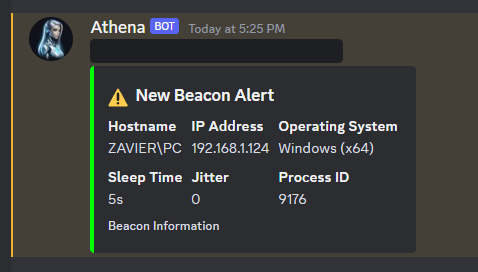 Athena BOT Today at 5:25 PM
⚠ New Beacon Alert
Hostname IP Address Operating System
ZAVIER\PC 192.168.1.124 Windows (x64)
Sleep Time Jitter Process ID
5s 0 9176
Beacon Information